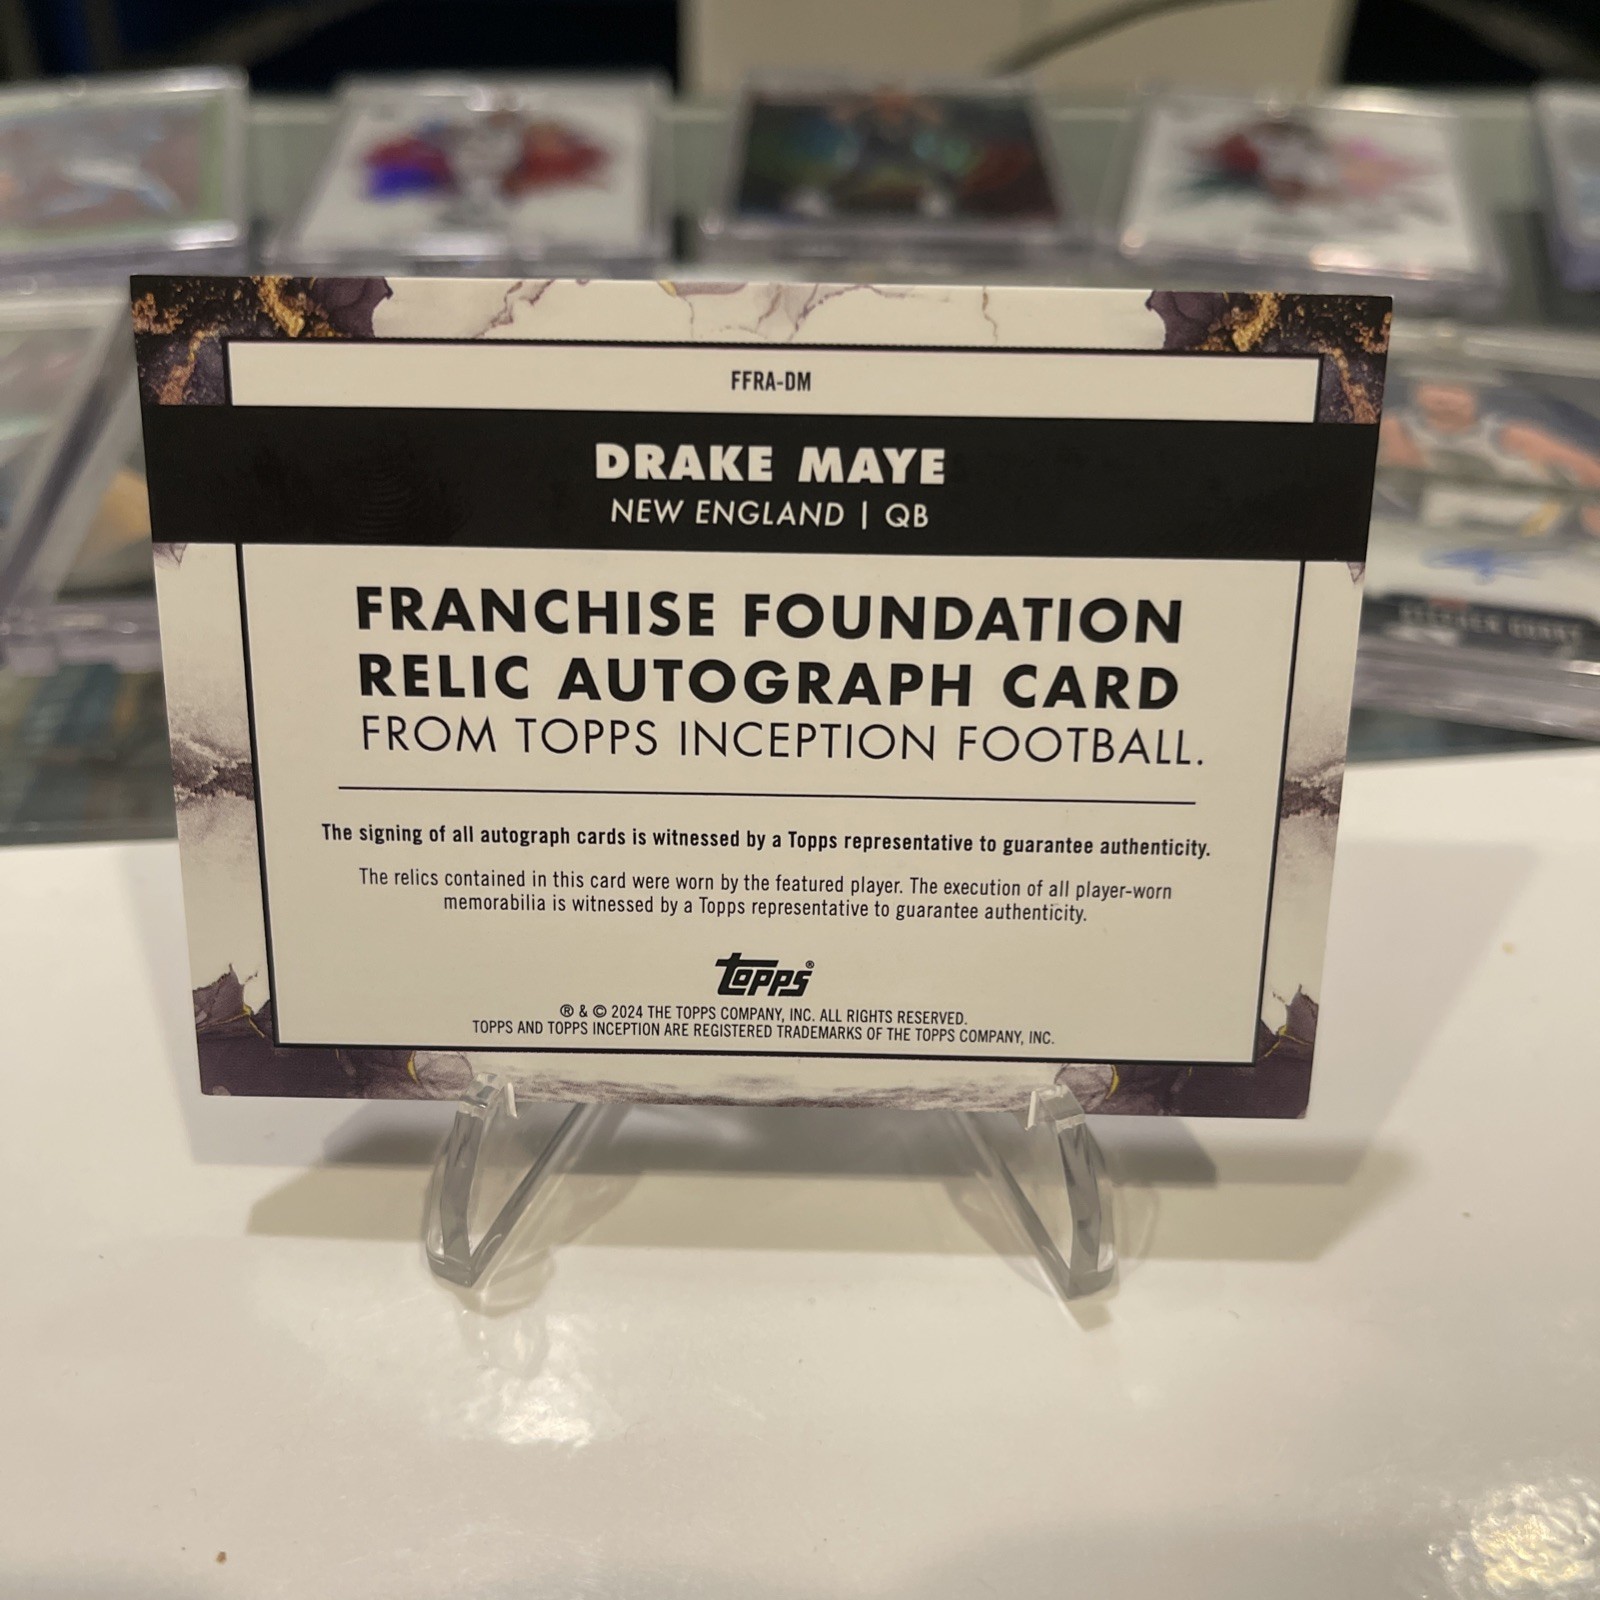 FFRA-DM
DRAKE MAYE
NEW ENGLAND | QB
FRANCHISE FOUNDATION
RELIC AUTOGRAPH CARD
FROM TOPPS INCEPTION FOOTBALL.
The signing of all autograph cards is witnessed by a Topps representative to guarantee authenticity.
The relics contained in this card were worn by the featured player. The execution of all player-worn
memorabilia is witnessed by a Topps representative to guarantee authenticity.
topps®
® & © 2024 THE TOPPS COMPANY, INC. ALL RIGHTS RESERVED.
TOPPS AND TOPPS INCEPTION ARE REGISTERED TRADEMARKS OF THE TOPPS COMPANY, INC.